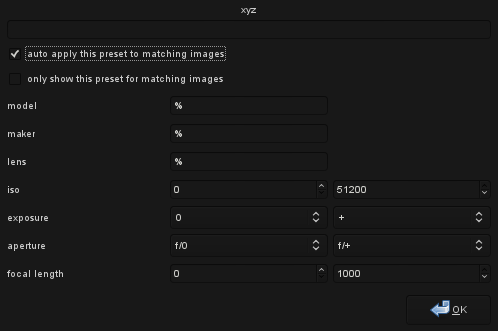 xyz
auto apply this preset to matching images
only show this preset for matching images
model %
maker %
lens %
iso 0 51200
exposure 0 +
aperture f/0 f/+
focal length 0 1000
OK